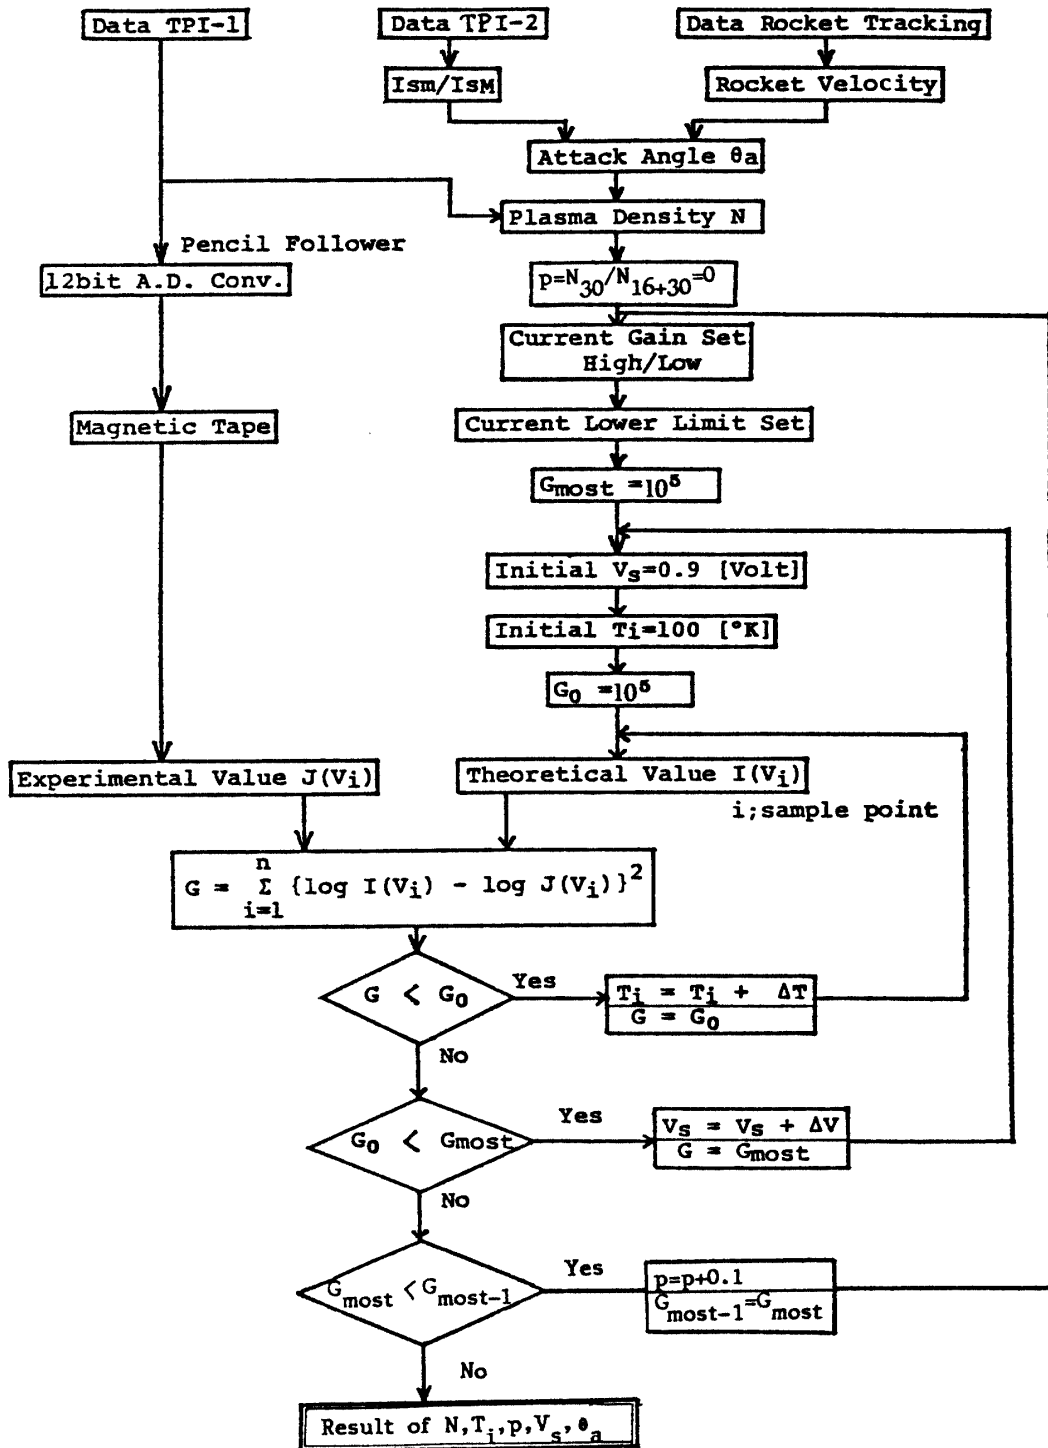 Data TPI-1
Data TPI-2
Data Rocket Tracking
Ism/IsM
Rocket Velocity
Attack Angle θa
Plasma Density N
Pencil Follower
12bit A.D. Conv.
p=N30/N16+30=0
Current Gain Set
High/Low
Magnetic Tape
Current Lower Limit Set
Gmost =10⁵
Initial Vs=0.9 [Volt]
Initial Ti=100 [°K]
G0 =10⁵
Experimental Value J(Vi)
Theoretical Value I(Vi)
i;sample point
n
G = Σ {log I(Vi) - log J(Vi)}²
i=1
G < G0
Yes
Ti = Ti + ΔT
G = G0
No
G0 < Gmost
Yes
Vs = Vs + ΔV
G = Gmost
No
Gmost < Gmost-1
Yes
p=p+0.1
Gmost-1=Gmost
No
Result of N,Ti,p,Vs,θa